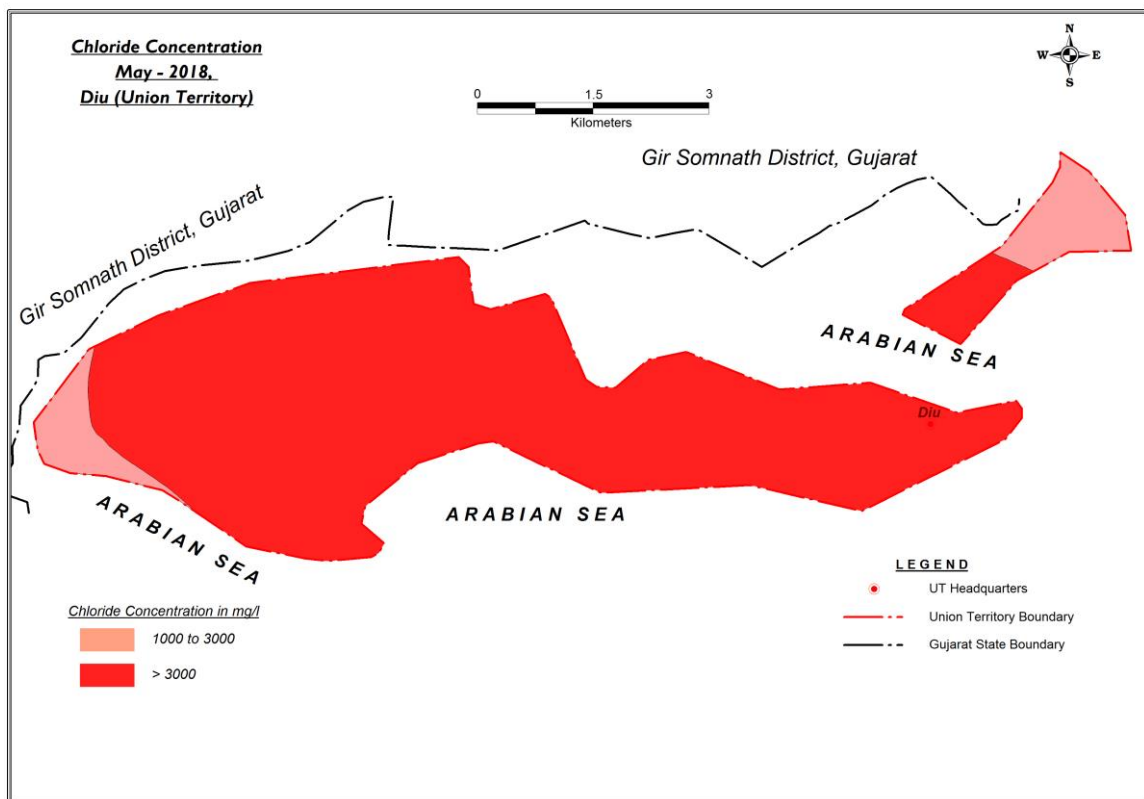 Chloride Concentration
May - 2018,
Diu (Union Territory)
N
W E
S
0 1.5 3
Kilometers
Gir Somnath District, Gujarat
Gir Somnath District, Gujarat
ARABIAN SEA
Diu
ARABIAN SEA
ARABIAN SEA
LEGEND
UT Headquarters
Union Territory Boundary
Gujarat State Boundary
Chloride Concentration in mg/l
1000 to 3000
> 3000